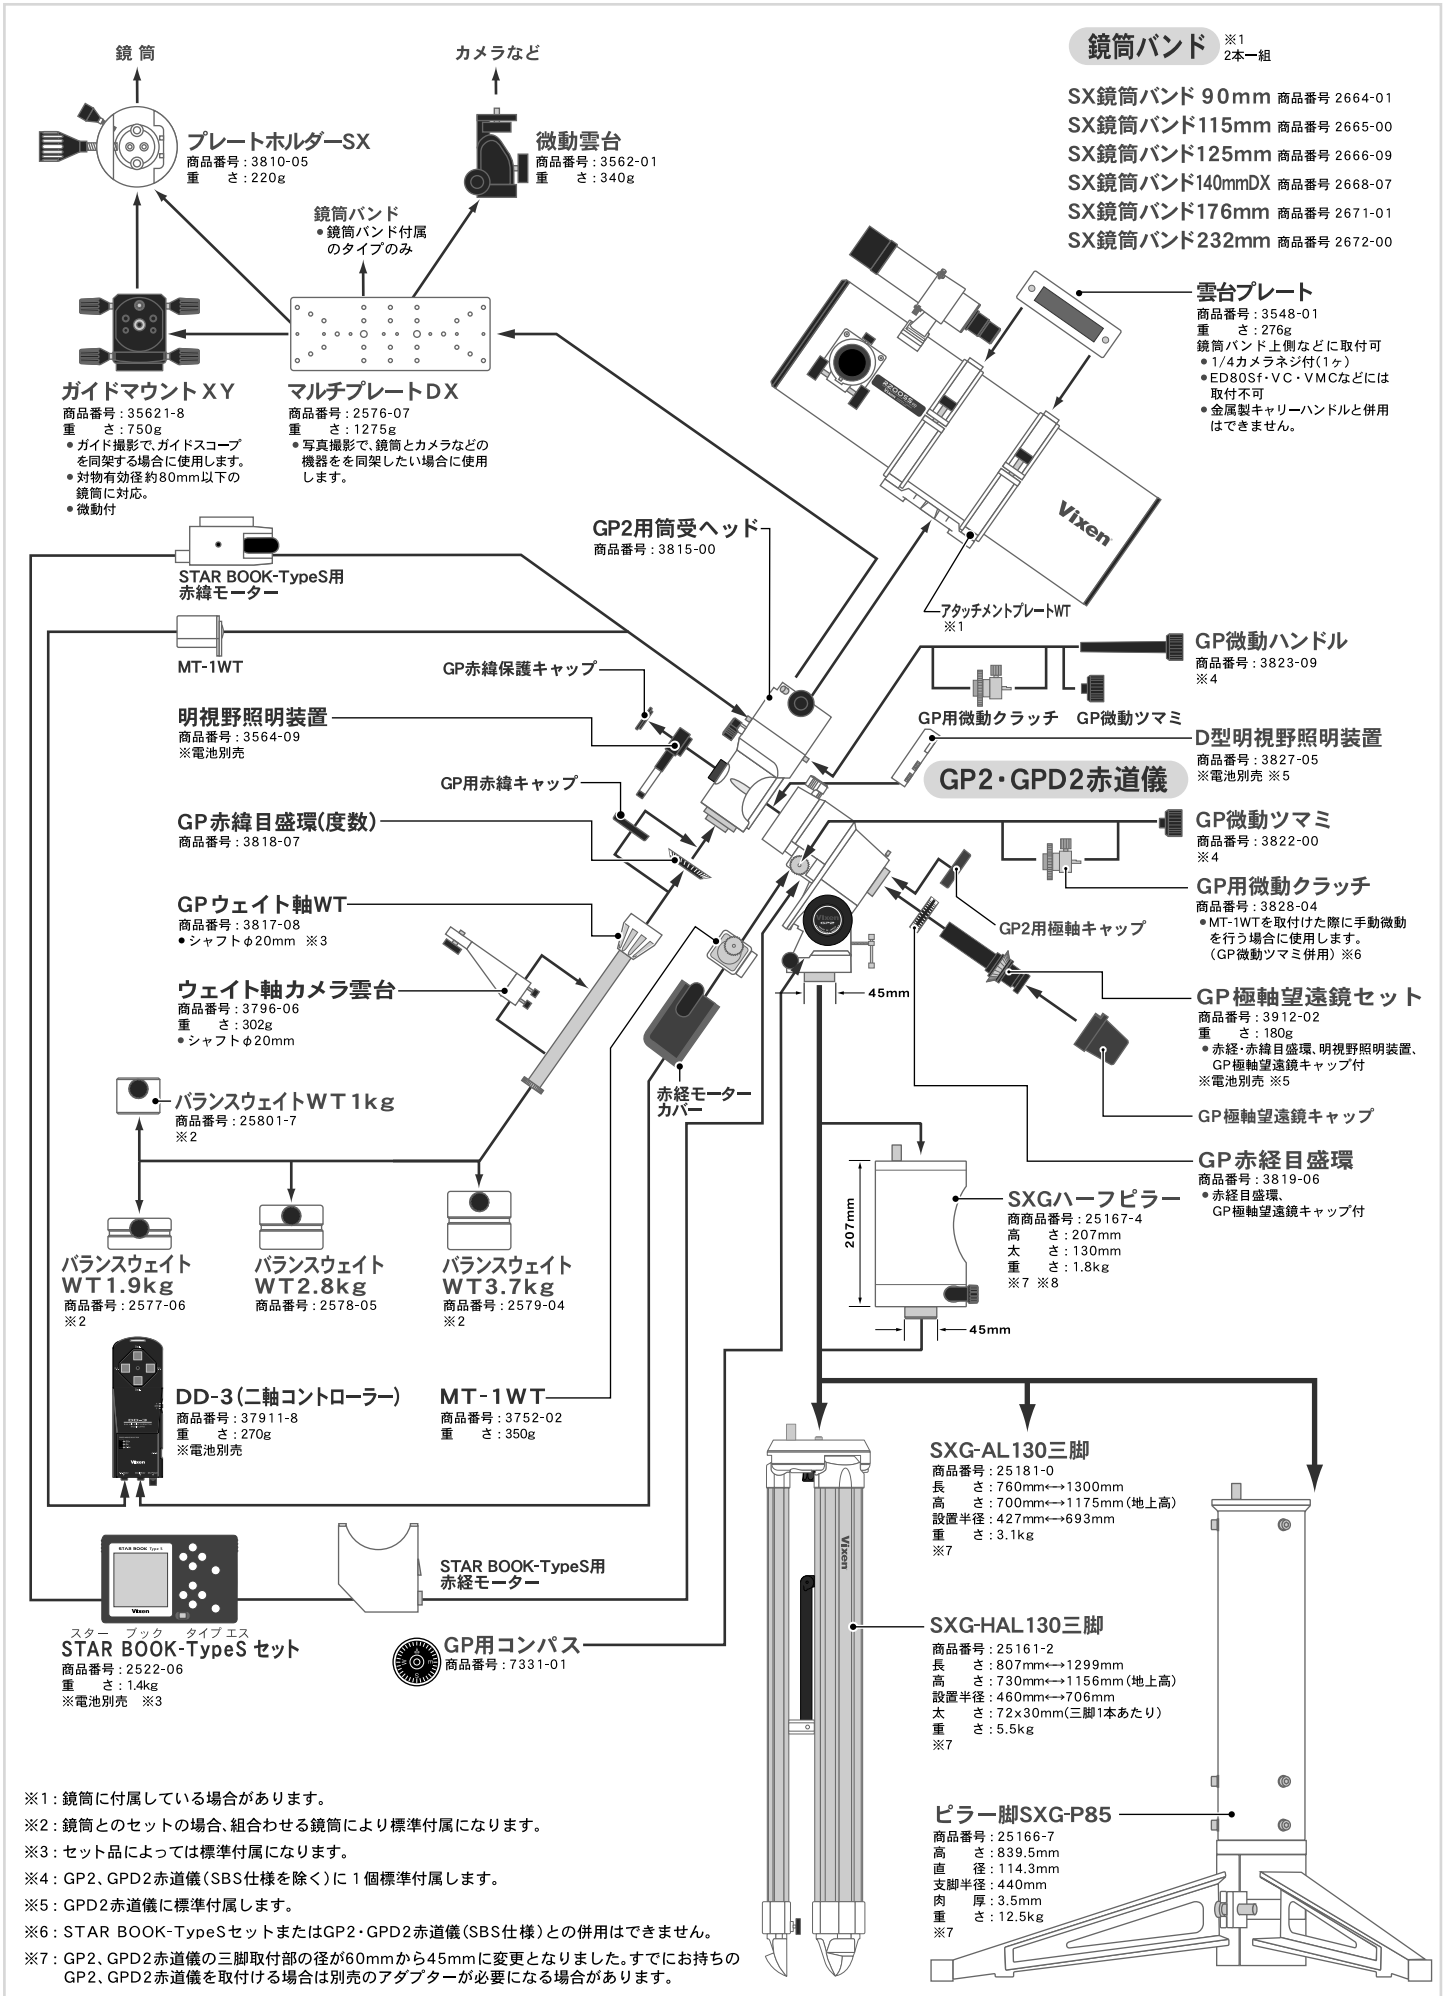 鏡筒
カメラなど
鏡筒バンド ※1
2本一組
SX鏡筒バンド 90mm 商品番号 2664-01
SX鏡筒バンド115mm 商品番号 2665-00
SX鏡筒バンド125mm 商品番号 2666-09
SX鏡筒バンド140mmDX 商品番号 2668-07
SX鏡筒バンド176mm 商品番号 2671-01
SX鏡筒バンド232mm 商品番号 2672-00
プレートホルダーSX
商品番号:3810-05
重 さ:220g
微動雲台
商品番号:3562-01
重 さ:340g
鏡筒バンド
●鏡筒バンド付属
のタイプのみ
雲台プレート
商品番号:3548-01
重 さ:276g
鏡筒バンド上側などに取付可
●1/4カメラネジ付(1ヶ)
●ED80Sf・VC・VMCなどには
取付不可
●金属製キャリーハンドルと併用
はできません。
ガイドマウントXY
商品番号:35621-8
重 さ:750g
●ガイド撮影で、ガイドスコープ
を同架する場合に使用します。
●対物有効径約80mm以下の
鏡筒に対応。
●微動付
マルチプレートDX
商品番号:2576-07
重 さ:1275g
●写真撮影で、鏡筒とカメラなどの
機器をを同架したい場合に使用
します。
Vixen
GP2用筒受ヘッド
商品番号:3815-00
STAR BOOK-TypeS用
赤緯モーター
アタッチメントプレートWT
※1
MT-1WT
GP赤緯保護キャップ
GP微動ハンドル
商品番号:3823-09
※4
GP用微動クラッチ
GP微動ツマミ
明視野照明装置
商品番号:3564-09
※電池別売
D型明視野照明装置
商品番号:3827-05
※電池別売 ※5
GP2・GPD2赤道儀
GP用赤緯キャップ
GP赤緯目盛環(度数)
商品番号:3818-07
GP微動ツマミ
商品番号:3822-00
※4
GP用微動クラッチ
商品番号:3828-04
●MT-1WTを取付けた際に手動微動
を行う場合に使用します。
(GP微動ツマミ併用) ※6
GPウェイト軸WT
商品番号:3817-08
●シャフトφ20mm ※3
Vixen
GP2用極軸キャップ
ウェイト軸カメラ雲台
商品番号:3796-06
重 さ:302g
●シャフトφ20mm
45mm
GP極軸望遠鏡セット
商品番号:3912-02
重 さ:180g
●赤経・赤緯目盛環、明視野照明装置、
GP極軸望遠鏡キャップ付
※電池別売 ※5
赤経モーター
カバー
バランスウェイトWT1kg
商品番号:25801-7
※2
GP極軸望遠鏡キャップ
GP赤経目盛環
商品番号:3819-06
●赤経目盛環、
GP極軸望遠鏡キャップ付
207mm
SXGハーフピラー
商商品番号:25167-4
高 さ:207mm
太 さ:130mm
重 さ:1.8kg
※7 ※8
45mm
バランスウェイト
WT1.9kg
商品番号:2577-06
※2
バランスウェイト
WT2.8kg
商品番号:2578-05
バランスウェイト
WT3.7kg
商品番号:2579-04
※2
DD-3(二軸コントローラー)
商品番号:37911-8
重 さ:270g
※電池別売
Vixen
MT-1WT
商品番号:3752-02
重 さ:350g
SXG-AL130三脚
商品番号:25181-0
長 さ:760mm←→1300mm
高 さ:700mm←→1175mm(地上高)
設置半径:427mm←→693mm
重 さ:3.1kg
※7
Vixen
STAR BOOK Type S
Vixen
STAR BOOK-TypeS用
赤経モーター
スター ブック タイプ エス
STAR BOOK-TypeS セット
商品番号:2522-06
重 さ:1.4kg
※電池別売 ※3
GP用コンパス
商品番号:7331-01
SXG-HAL130三脚
商品番号:25161-2
長 さ:807mm←→1299mm
高 さ:730mm←→1156mm(地上高)
設置半径:460mm←→706mm
太 さ:72x30mm(三脚1本あたり)
重 さ:5.5kg
※7
ピラー脚SXG-P85
商品番号:25166-7
高 さ:839.5mm
直 径:114.3mm
支脚半径:440mm
肉 厚:3.5mm
重 さ:12.5kg
※7
※1:鏡筒に付属している場合があります。
※2:鏡筒とのセットの場合、組合わせる鏡筒により標準付属になります。
※3:セット品によっては標準付属になります。
※4:GP2、GPD2赤道儀(SBS仕様を除く)に1個標準付属します。
※5:GPD2赤道儀に標準付属します。
※6:STAR BOOK-TypeSセットまたはGP2・GPD2赤道儀(SBS仕様)との併用はできません。
※7:GP2、GPD2赤道儀の三脚取付部の径が60mmから45mmに変更となりました。すでにお持ちの
GP2、GPD2赤道儀を取付ける場合は別売のアダプターが必要になる場合があります。